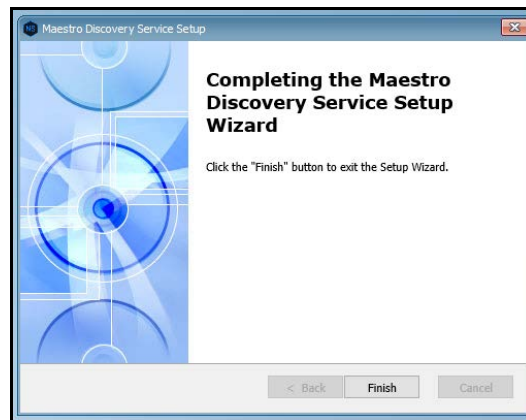 Maestro Discovery Service Setup
Completing the Maestro
Discovery Service Setup
Wizard
Click the "Finish" button to exit the Setup Wizard.
< Back Finish Cancel